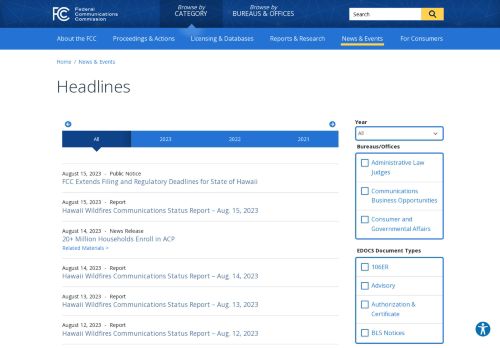 FCC
Federal
Communications
Commission
Browse by
CATEGORY
Browse by
BUREAUS & OFFICES
Search
About the FCC
Proceedings & Actions
Licensing & Databases
Reports & Research
News & Events
For Consumers
Home / News & Events
Headlines
All
2023
2022
2021
August 15, 2023 - Public Notice
FCC Extends Filing and Regulatory Deadlines for State of Hawaii
August 15, 2023 - Report
Hawaii Wildfires Communications Status Report – Aug. 15, 2023
August 14, 2023 - News Release
20+ Million Households Enroll in ACP
Related Materials >
August 14, 2023 - Report
Hawaii Wildfires Communications Status Report – Aug. 14, 2023
August 13, 2023 - Report
Hawaii Wildfires Communications Status Report – Aug. 13, 2023
August 12, 2023 - Report
Hawaii Wildfires Communications Status Report – Aug. 12, 2023
Year
All
Bureaus/Offices
Administrative Law
Judges
Communications
Business Opportunities
Consumer and
Governmental Affairs
EDOCS Document Types
106ER
Advisory
Authorization &
Certificate
BCS Notices